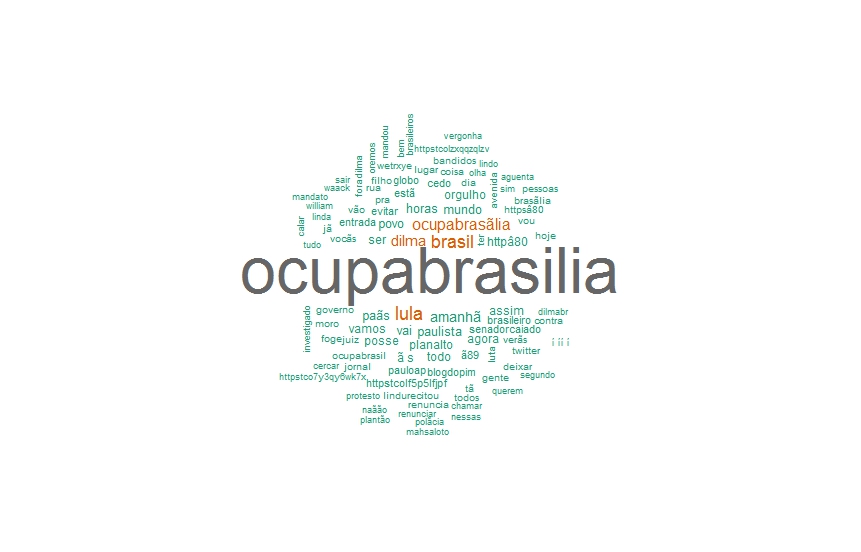 vergonha
httpstcolzxqqzqlzv
brasileiros
bem
mandou
oremos
foradilma
bandidos lindo
wetrxye lugar coisa olha aguenta
sair filho globo cedo dia avenida sim pessoas
waack rua
mandato pra estã orgulho brasãlia
william vão evitar horas mundo httpsâ80
linda
calar jã entrada povo ocupabrasãlia vou
tudo vocãs ser dilma brasil ter httpâ80 hoje
ocupabrasilia
investigado governo paãs lula amanhã assim dilmabr
moro vamos vai paulista senadorcaiado brasileiro contra
fogejuiz posse planalto agora verãs í íí í
ocupabrasil ã s todo ã89 luta twitter
cercar jornal pauloap blogdopim deixar
httpstco7y3qy6wk7x httpstcolf5p5lfjpf gente segundo
protesto lindurecitou tã todos querem
naãão renuncia chamar
plantão renunciar polãcia nessas
mahsaloto